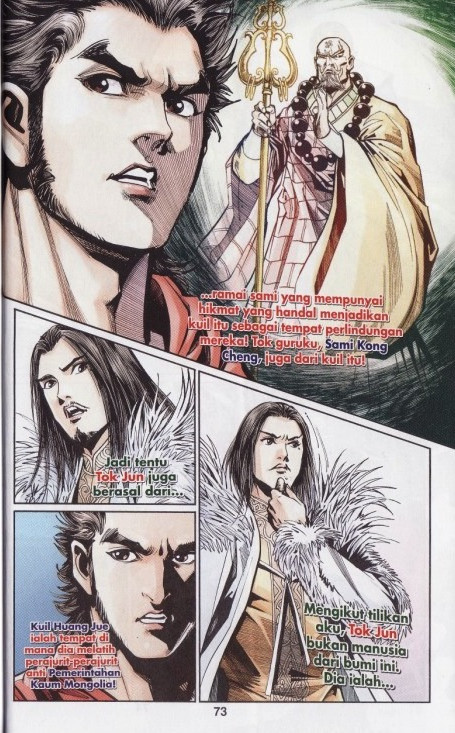 ...ramai sami yang mempunyai
hikmat yang handal menjadikan
kuil itu sebagai tempat perlindungan
mereka! Tok guruku, Sami Kong
Cheng, juga dari kuil itu!
Jadi tentu
Tok Jun juga
berasal dari...
Kuil Huang Jue
ialah tempat di
mana dia melatih
perajurit-perajurit
anti Pemerintahan
Kaum Mongolia!
Mengikut tilikan
aku, Tok Jun
bukan manusia
dari bumi ini.
Dia ialah...
73